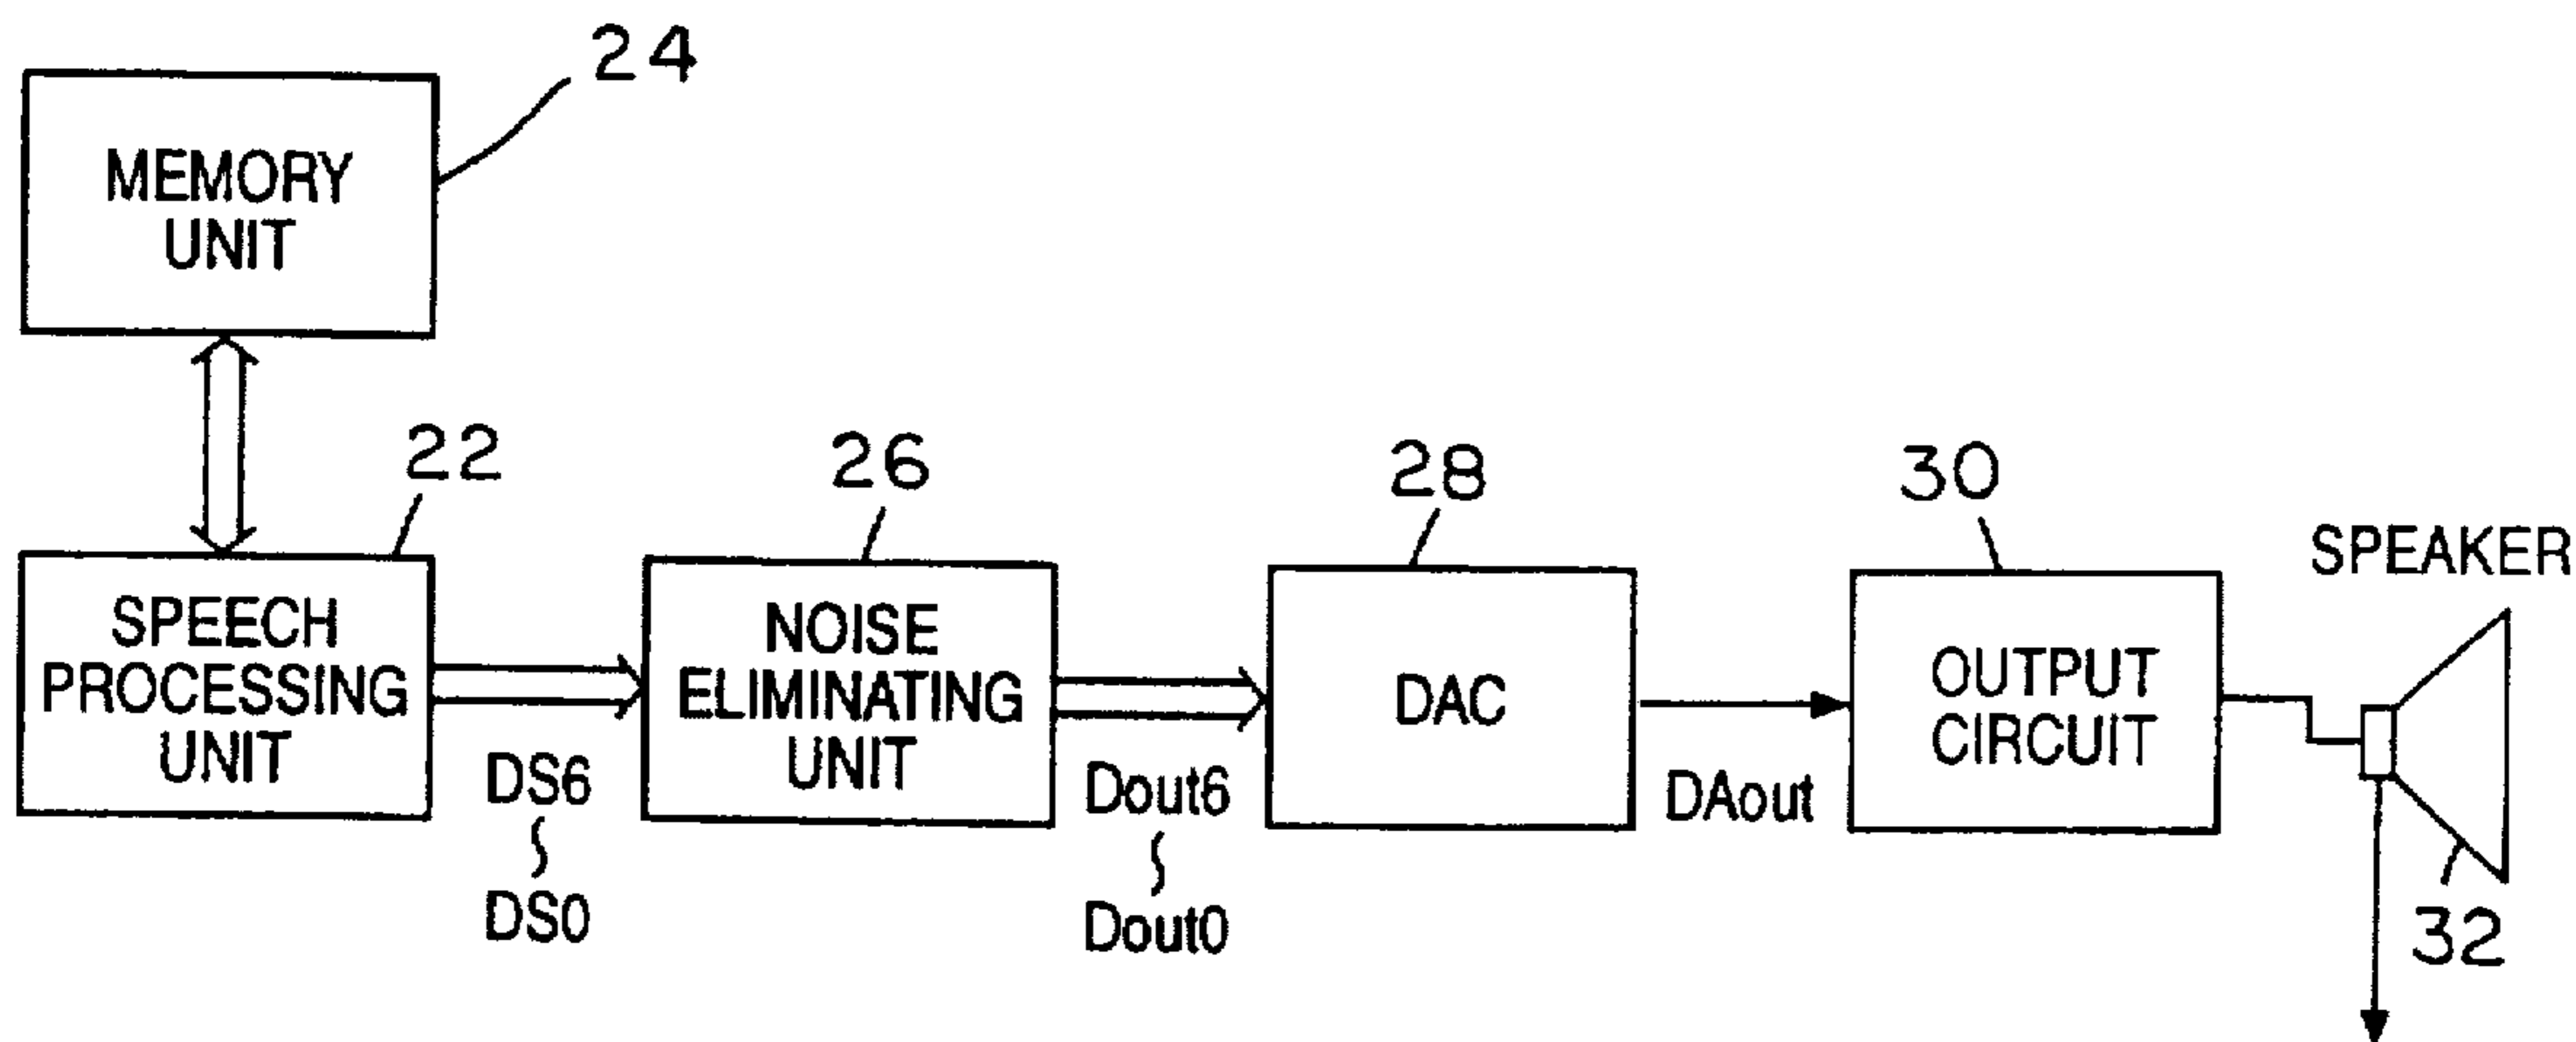 24
MEMORY
UNIT
22
26
28
30
SPEAKER
SPEECH
PROCESSING
UNIT
NOISE
ELIMINATING
UNIT
DAC
OUTPUT
CIRCUIT
DS6
~
DS0
Dout6
~
Dout0
DAout
32